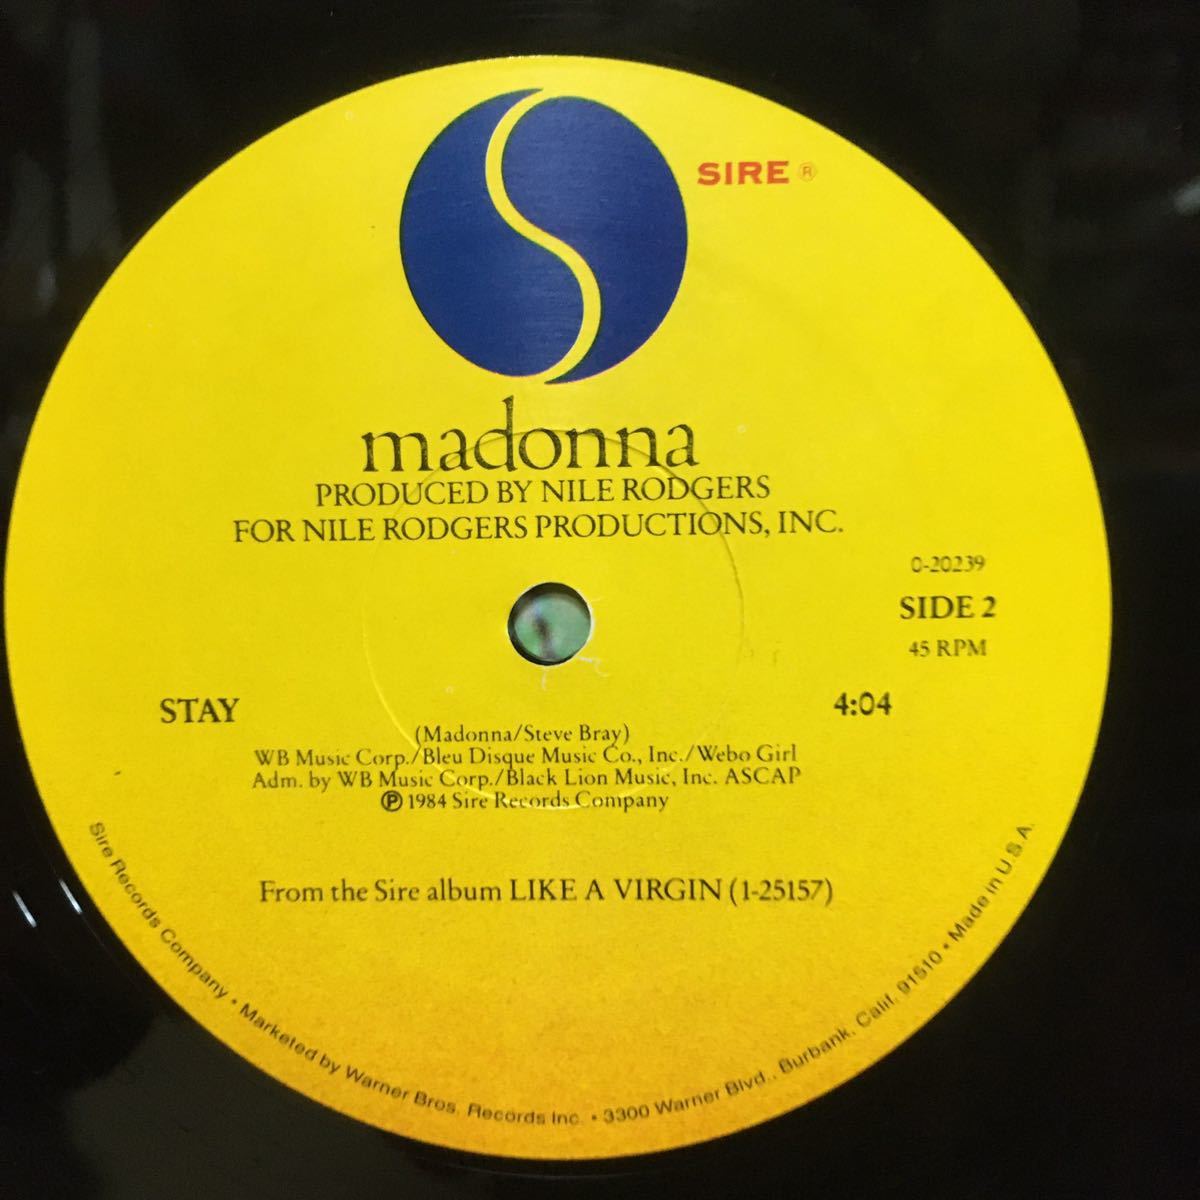 SIRE ®
madonna
PRODUCED BY NILE RODGERS
FOR NILE RODGERS PRODUCTIONS, INC.
0-20239
SIDE 2
45 RPM
STAY
4:04
(Madonna/Steve Bray)
WB Music Corp./Bleu Disque Music Co., Inc./Webo Girl
Adm. by WB Music Corp./Black Lion Music, Inc. ASCAP
℗ 1984 Sire Records Company
From the Sire album LIKE A VIRGIN (1-25157)
Sire Records Company • Marketed by Warner Bros. Records Inc. • 3300 Warner Blvd., Burbank, Calif. 91510 • Made in U.S.A.